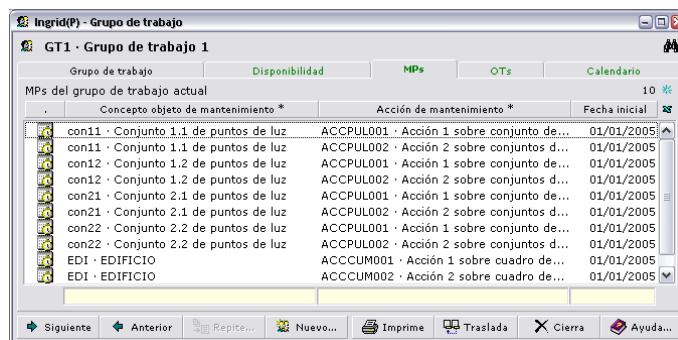 Ingrid(P) - Grupo de trabajo
GT1 · Grupo de trabajo 1
Grupo de trabajo Disponibilidad MPs OTs Calendario
MPs del grupo de trabajo actual 10
. Concepto objeto de mantenimiento * Acción de mantenimiento * Fecha inicial
con11 · Conjunto 1.1 de puntos de luz ACCPUL001 · Acción 1 sobre conjunto de... 01/01/2005
con11 · Conjunto 1.1 de puntos de luz ACCPUL002 · Acción 2 sobre conjuntos d... 01/01/2005
con12 · Conjunto 1.2 de puntos de luz ACCPUL001 · Acción 1 sobre conjunto de... 01/01/2005
con12 · Conjunto 1.2 de puntos de luz ACCPUL002 · Acción 2 sobre conjuntos d... 01/01/2005
con21 · Conjunto 2.1 de puntos de luz ACCPUL001 · Acción 1 sobre conjunto de... 01/01/2005
con21 · Conjunto 2.1 de puntos de luz ACCPUL002 · Acción 2 sobre conjuntos d... 01/01/2005
con22 · Conjunto 2.2 de puntos de luz ACCPUL001 · Acción 1 sobre conjunto de... 01/01/2005
con22 · Conjunto 2.2 de puntos de luz ACCPUL002 · Acción 2 sobre conjuntos d... 01/01/2005
EDI · EDIFICIO ACCCUM001 · Acción 1 sobre cuadro de... 01/01/2005
EDI · EDIFICIO ACCCUM002 · Acción 2 sobre cuadro de... 01/01/2005
Siguiente Anterior Repite... Nuevo... Imprime Traslada Cierra Ayuda...